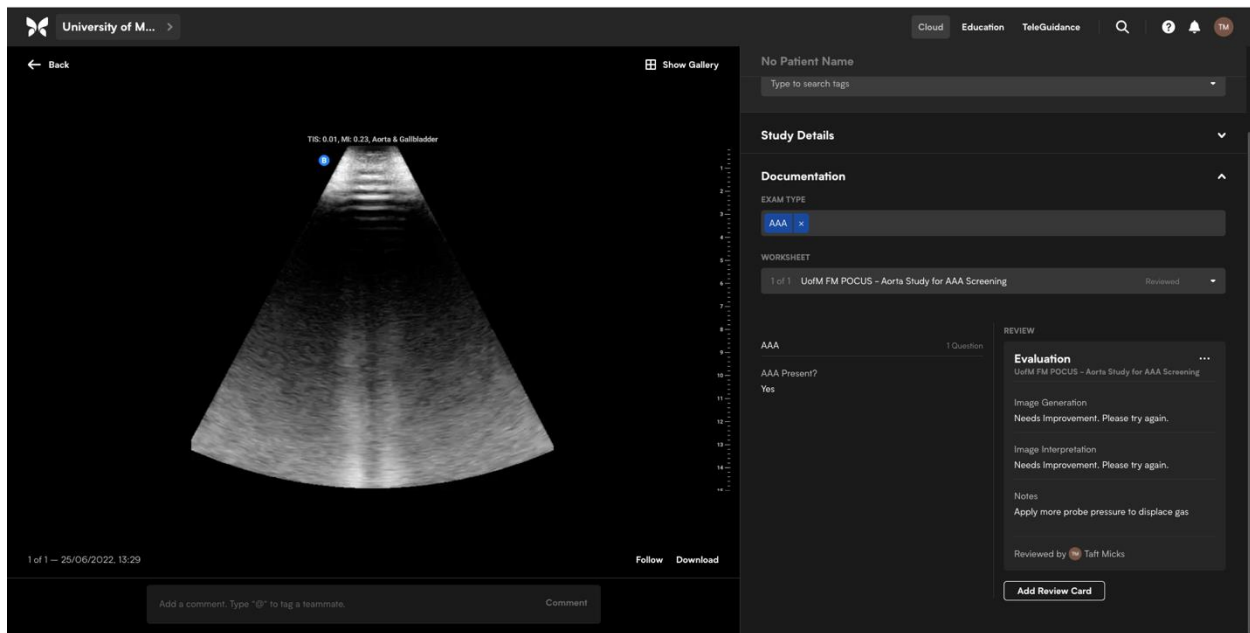 University of M... >
Cloud Education TeleGuidance
? TM
Back
Show Gallery
TIS: 0.01, MI: 0.23, Aorta & Gallbladder
B
1
2
3
4
5
6
7
8
9
10
11
12
13
14
1 of 1 — 25/06/2022, 13:29
Follow Download
Add a comment. Type "@" to tag a teammate.
Comment
No Patient Name
Type to search tags
Study Details
Documentation
EXAM TYPE
AAA ×
WORKSHEET
1 of 1 UofM FM POCUS - Aorta Study for AAA Screening Reviewed
AAA 1 Question
AAA Present?
Yes
REVIEW
Evaluation ...
UofM FM POCUS - Aorta Study for AAA Screening
Image Generation
Needs Improvement. Please try again.
Image Interpretation
Needs Improvement. Please try again.
Notes
Apply more probe pressure to displace gas
Reviewed by TM Taft Micks
Add Review Card